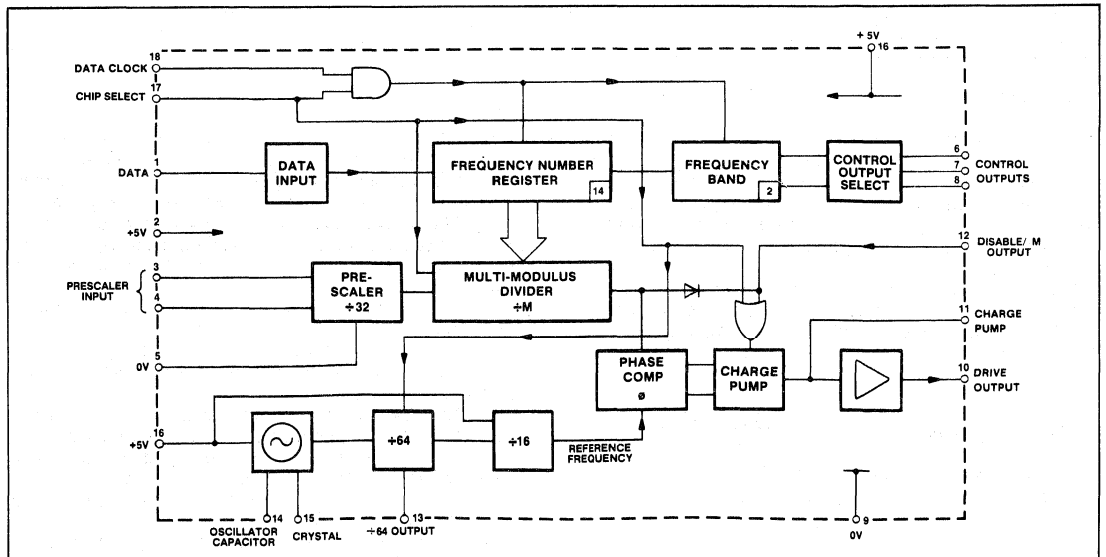 + 5V
16
18
DATA CLOCK
17
CHIP SELECT
1
DATA
DATA
INPUT
FREQUENCY NUMBER
REGISTER
14
FREQUENCY
BAND
2
CONTROL
OUTPUT
SELECT
6
7
8
CONTROL
OUTPUTS
2
+5V
12
DISABLE/ M
OUTPUT
3
PRESCALER
INPUT
4
PRE-
SCALER
÷32
MULTI-MODULUS
DIVIDER
÷M
11
CHARGE
PUMP
5
0V
PHASE
COMP
ø
CHARGE
PUMP
10
DRIVE
OUTPUT
16
+5V
÷64
÷16
REFERENCE
FREQUENCY
14
OSCILLATOR
CAPACITOR
15
CRYSTAL
13
÷64 OUTPUT
9
0V